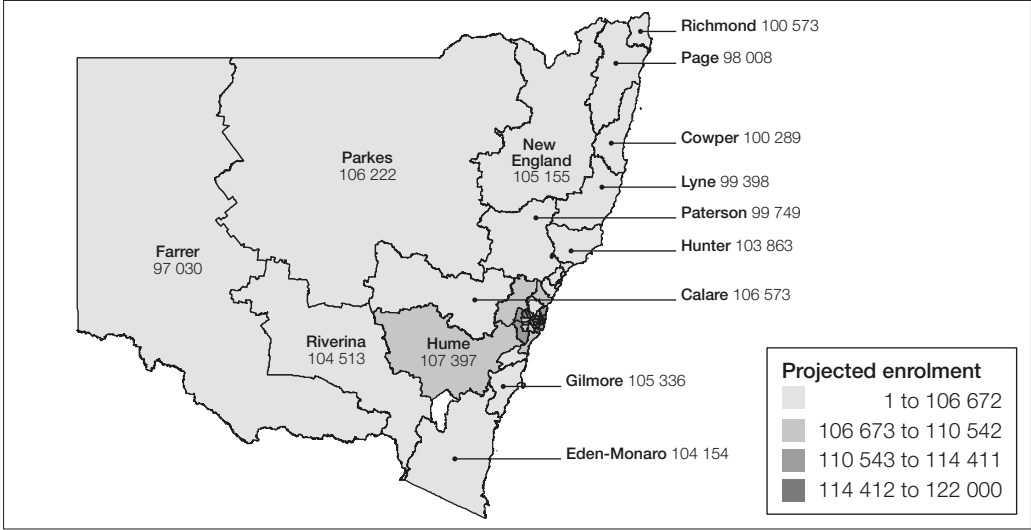 Richmond 100 573
Page 98 008
Cowper 100 289
New
England
105 155
Parkes
106 222
Lyne 99 398
Paterson 99 749
Hunter 103 863
Farrer
97 030
Calare 106 573
Riverina
104 513
Hume
107 397
Gilmore 105 336
Eden-Monaro 104 154
Projected enrolment
1 to 106 672
106 673 to 110 542
110 543 to 114 411
114 412 to 122 000